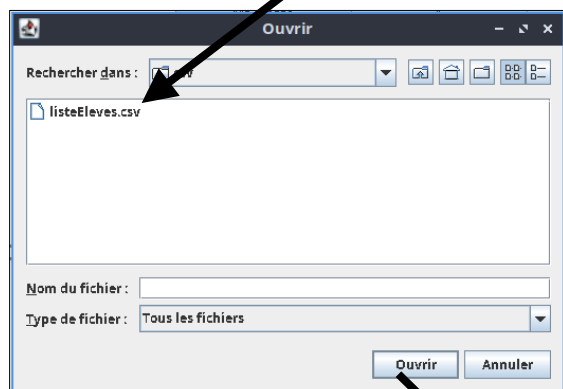 Ouvrir
Rechercher dans :
listeEleves.csv
Nom du fichier :
Type de fichier : Tous les fichiers
Ouvrir Annuler